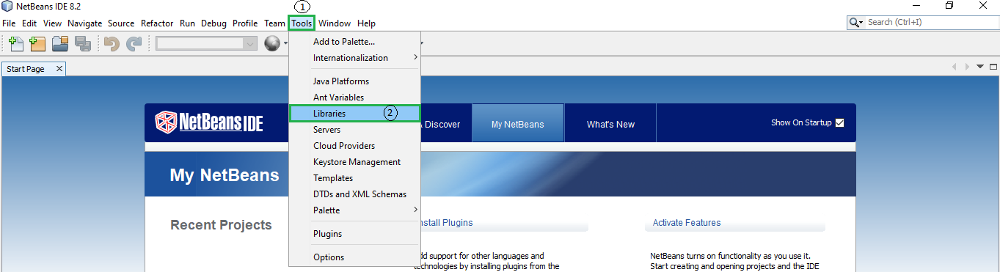 NetBeans IDE 8.2
1
File Edit View Navigate Source Refactor Run Debug Profile Team Tools Window Help
Search (Ctrl+I)
Add to Palette...
Internationalization
Start Page
Java Platforms
Ant Variables
Libraries 2
Servers
Cloud Providers
Keystore Management
Templates
DTDs and XML Schemas
Palette
Plugins
Options
NetBeans IDE
& Discover
My NetBeans
What's New
Show On Startup
My NetBeans
Recent Projects
Install Plugins
Activate Features
support for other languages and
technologies by installing plugins from the
NetBeans turns on functionality as you use it.
Start creating and opening projects and the IDE